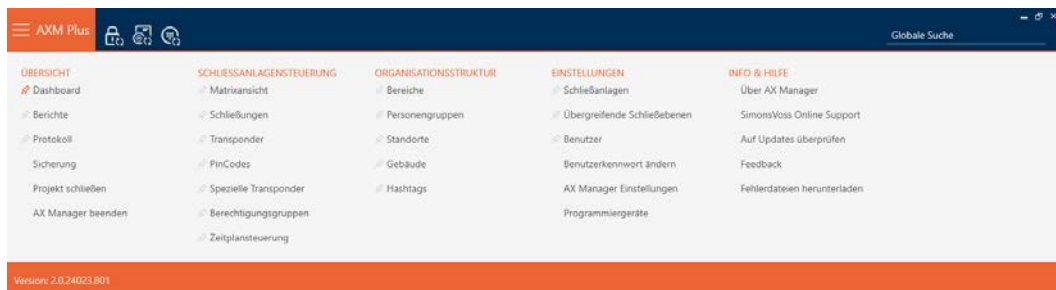 AXM Plus
Globale Suche
ÜBERSICHT
Dashboard
Berichte
Protokoll
Sicherung
Projekt schließen
AX Manager beenden
SCHLIESSANLAGENSTEUERUNG
Matrixansicht
Schließungen
Transponder
PinCodes
Spezielle Transponder
Berechtigungsgruppen
Zeitplansteuerung
ORGANISATIONSSTRUKTUR
Bereiche
Personengruppen
Standorte
Gebäude
Hashtags
EINSTELLUNGEN
Schließanlagen
Übergreifende Schließebenen
Benutzer
Benutzerkennwort ändern
AX Manager Einstellungen
Programmiergeräte
INFO & HILFE
Über AX Manager
SimonsVoss Online Support
Auf Updates überprüfen
Feedback
Fehlerdateien herunterladen
Version: 2.0.24023.801